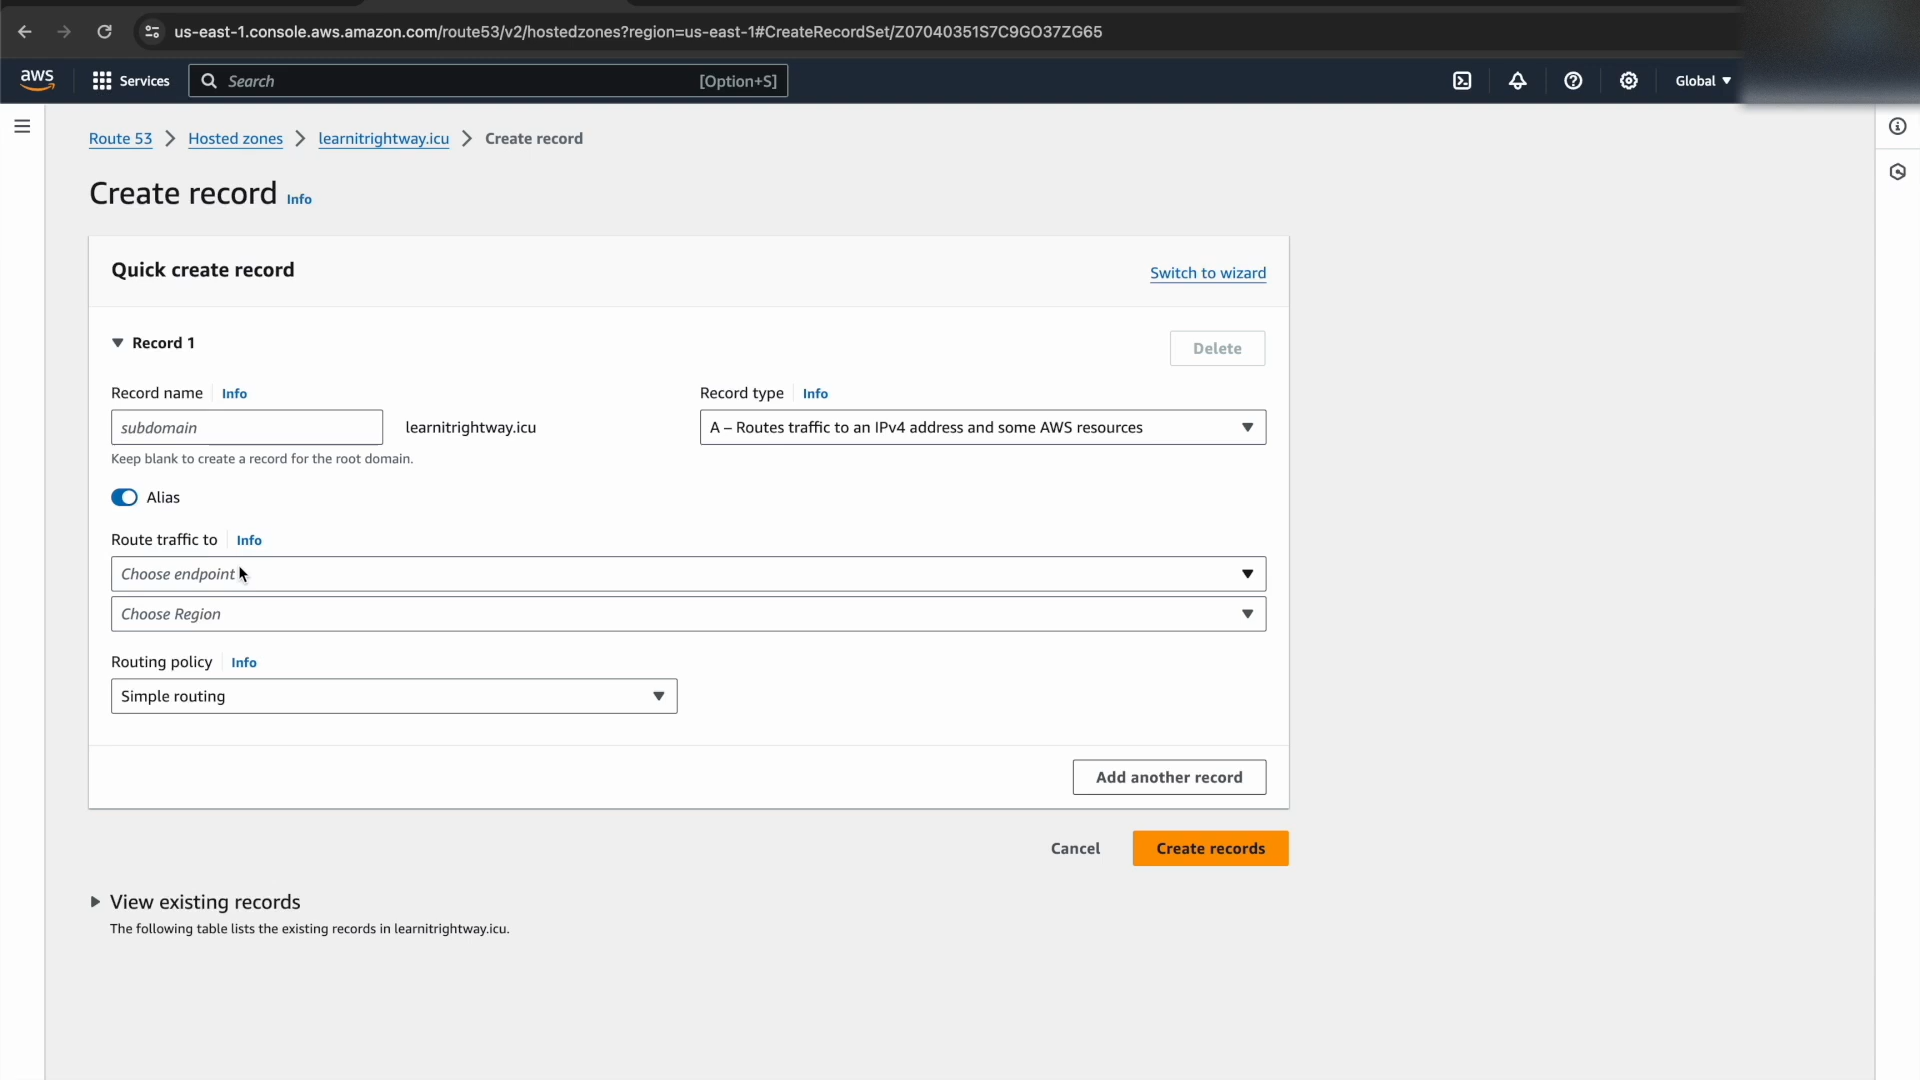 us-east-1.console.aws.amazon.com/route53/v2/hostedzones?region=us-east-1#CreateRecordSet/Z07040351S7C9GO37ZG65
aws Services Search [Option+S] Global
Route 53 > Hosted zones > learnitrightway.icu > Create record
Create record Info
Quick create record Switch to wizard
Record 1 Delete
Record name Info Record type Info
subdomain learnitrightway.icu A – Routes traffic to an IPv4 address and some AWS resources
Keep blank to create a record for the root domain.
Alias
Route traffic to Info
Choose endpoint
Choose Region
Routing policy Info
Simple routing
Add another record
Cancel Create records
View existing records
The following table lists the existing records in learnitrightway.icu.